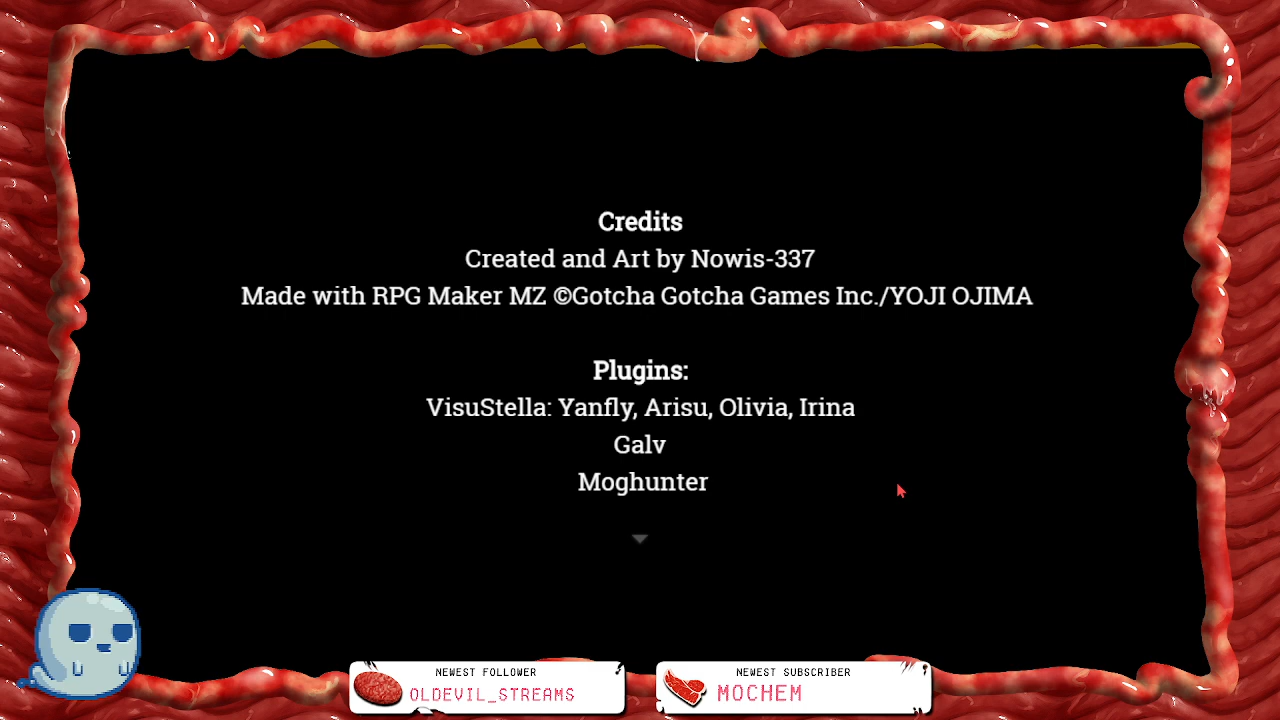 Credits
Created and Art by Nowis-337
Made with RPG Maker MZ ©Gotcha Gotcha Games Inc./YOJI OJIMA
Plugins:
VisuStella: Yanfly, Arisu, Olivia, Irina
Galv
Moghunter
NEWEST FOLLOWER
OLDEVIL_STREAMS
NEWEST SUBSCRIBER
MOCHEM